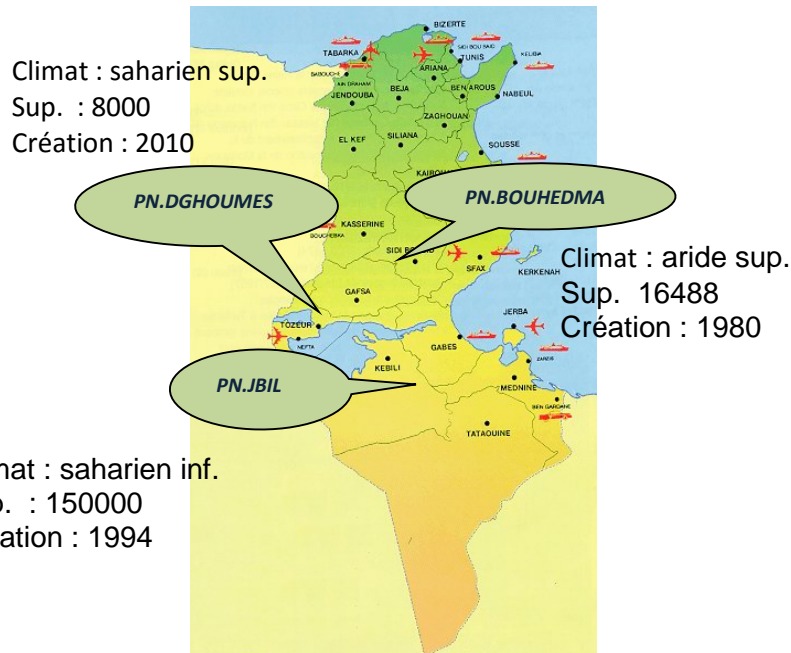 BIZERTE
TABARKA
SIDI BOU SAID
TUNIS
KELIBIA
ARIANA
BABOUCHE
AIN DRAHAM
JENDOUBA
BEJA
BEN AROUS
NABEUL
ZAGHOUAN
EL KEF
SILIANA
SOUSSE
Climat : saharien sup.
Sup. : 8000
Création : 2010
PN.DGHOUMES
PN.BOUHEDMA
KASSERINE
BOUCHEBKA
SFAX
KERKENAH
Climat : aride sup.
Sup. 16488
Création : 1980
GAFSA
TOZEUR
NEFTA
JERBA
GABES
ZARZIS
KEBILI
MEDNINE
BEN GARDANE
TATAOUINE
PN.JBIL
mat : saharien inf.
. : 150000
ation : 1994